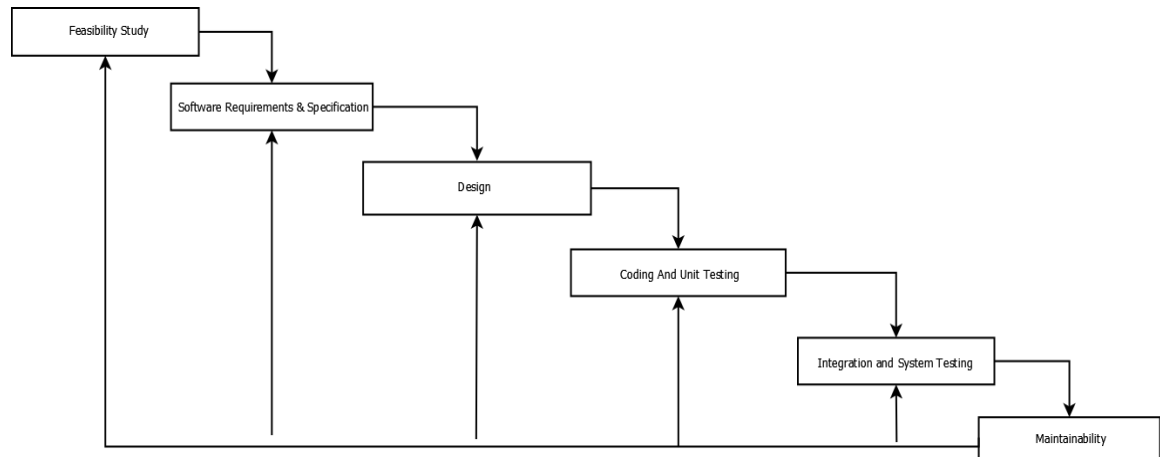 Feasibility Study
Software Requirements & Specification
Design
Coding And Unit Testing
Integration and System Testing
Maintainability